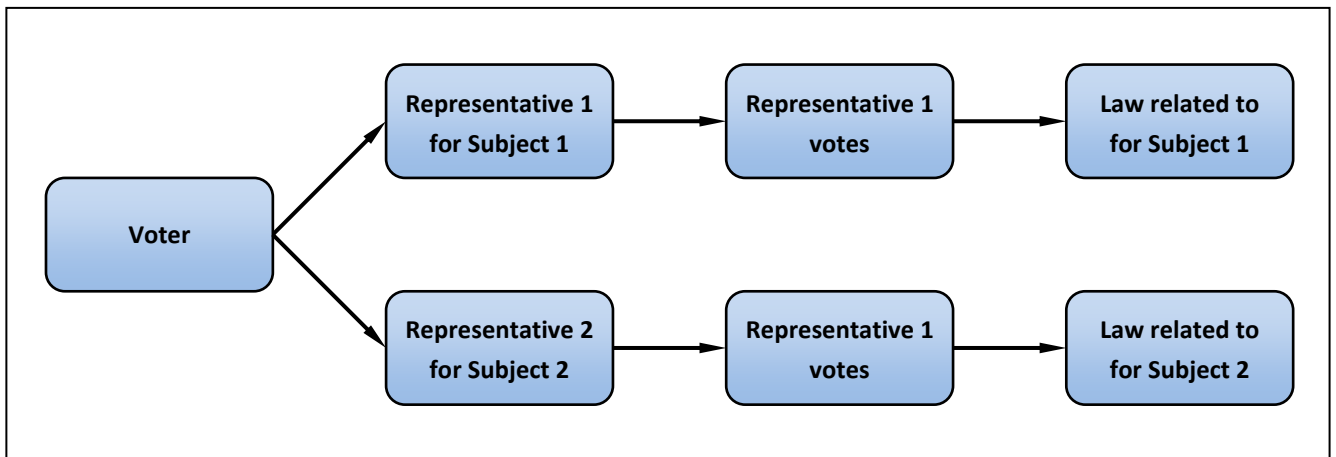 Representative 1
for Subject 1
Representative 1
votes
Law related to
for Subject 1
Voter
Representative 2
for Subject 2
Representative 1
votes
Law related to
for Subject 2